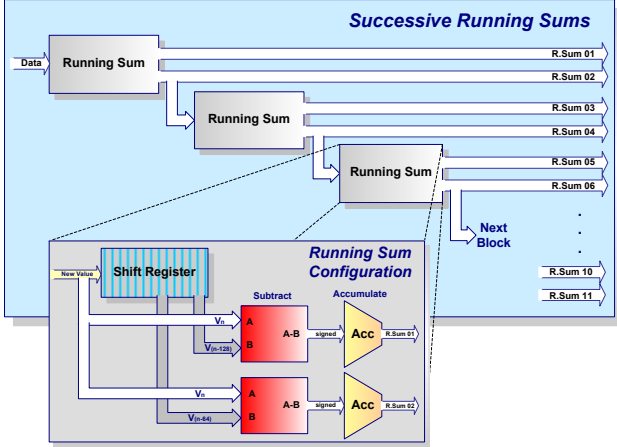 Successive Running Sums
Data
Running Sum
R.Sum 01
R.Sum 02
Running Sum
R.Sum 03
R.Sum 04
Running Sum
R.Sum 05
R.Sum 06
Next
Block
.
.
.
R.Sum 10
R.Sum 11
Running Sum
Configuration
New Value
Shift Register
Subtract
Accumulate
Vn
A
A-B
B
signed
Acc
R.Sum 01
V(n-128)
Vn
A
A-B
B
signed
Acc
R.Sum 02
V(n-64)